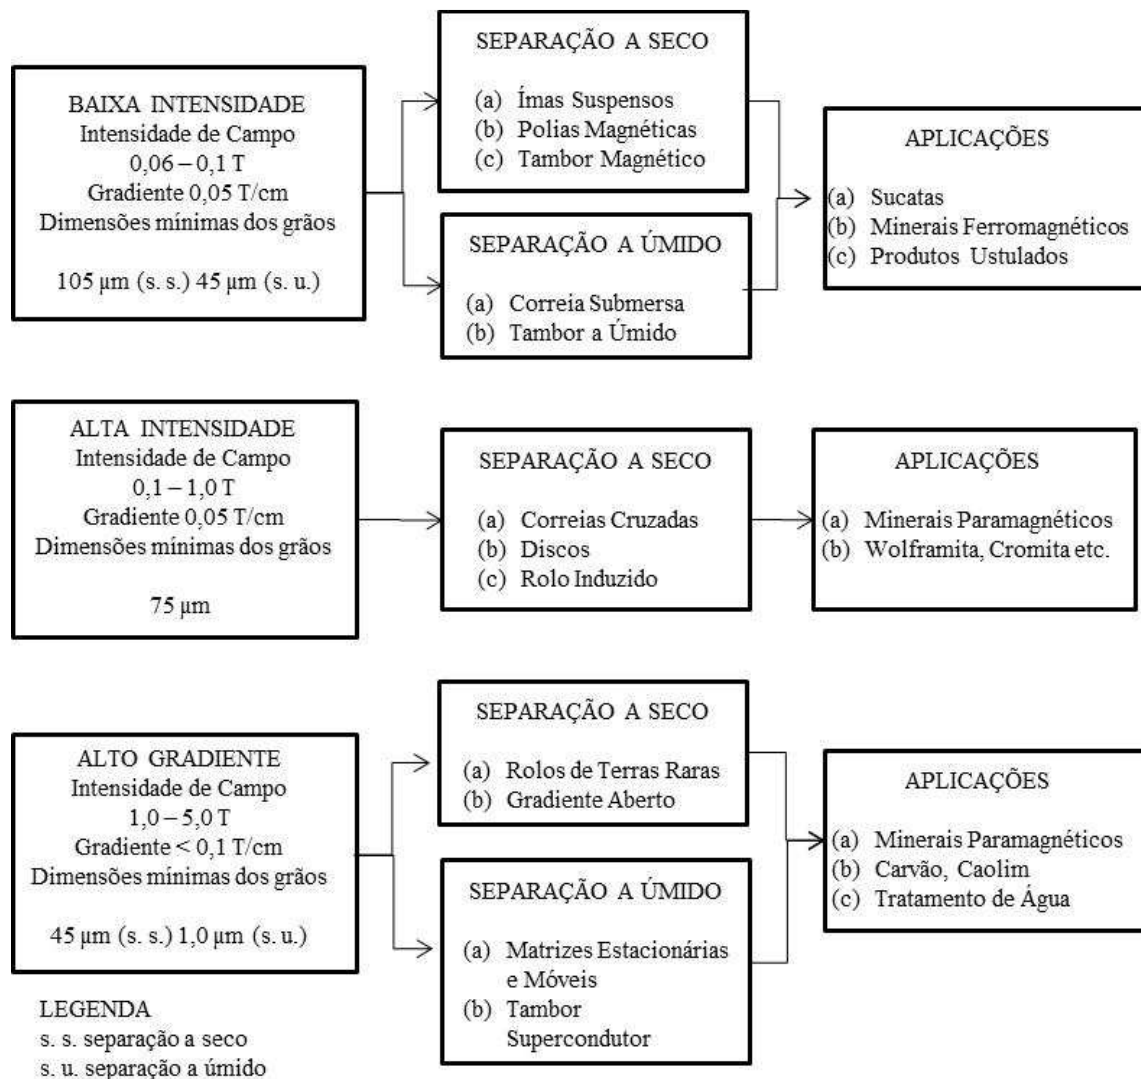 BAIXA INTENSIDADE
Intensidade de Campo
0,06 – 0,1 T
Gradiente 0,05 T/cm
Dimensões mínimas dos grãos
105 μm (s. s.) 45 μm (s. u.)
SEPARAÇÃO A SECO
(a) Ímas Suspensos
(b) Polias Magnéticas
(c) Tambor Magnético
SEPARAÇÃO A ÚMIDO
(a) Correia Submersa
(b) Tambor a Úmido
APLICAÇÕES
(a) Sucatas
(b) Minerais Ferromagnéticos
(c) Produtos Ustulados
ALTA INTENSIDADE
Intensidade de Campo
0,1 – 1,0 T
Gradiente 0,05 T/cm
Dimensões mínimas dos grãos
75 μm
SEPARAÇÃO A SECO
(a) Correias Cruzadas
(b) Discos
(c) Rolo Induzido
APLICAÇÕES
(a) Minerais Paramagnéticos
(b) Wolframita, Cromita etc.
ALTO GRADIENTE
Intensidade de Campo
1,0 – 5,0 T
Gradiente < 0,1 T/cm
Dimensões mínimas dos grãos
45 μm (s. s.) 1,0 μm (s. u.)
SEPARAÇÃO A SECO
(a) Rolos de Terras Raras
(b) Gradiente Aberto
SEPARAÇÃO A ÚMIDO
(a) Matrizes Estacionárias
e Móveis
(b) Tambor
Supercondutor
APLICAÇÕES
(a) Minerais Paramagnéticos
(b) Carvão, Caolim
(c) Tratamento de Água
LEGENDA
s. s. separação a seco
s. u. separação a úmido